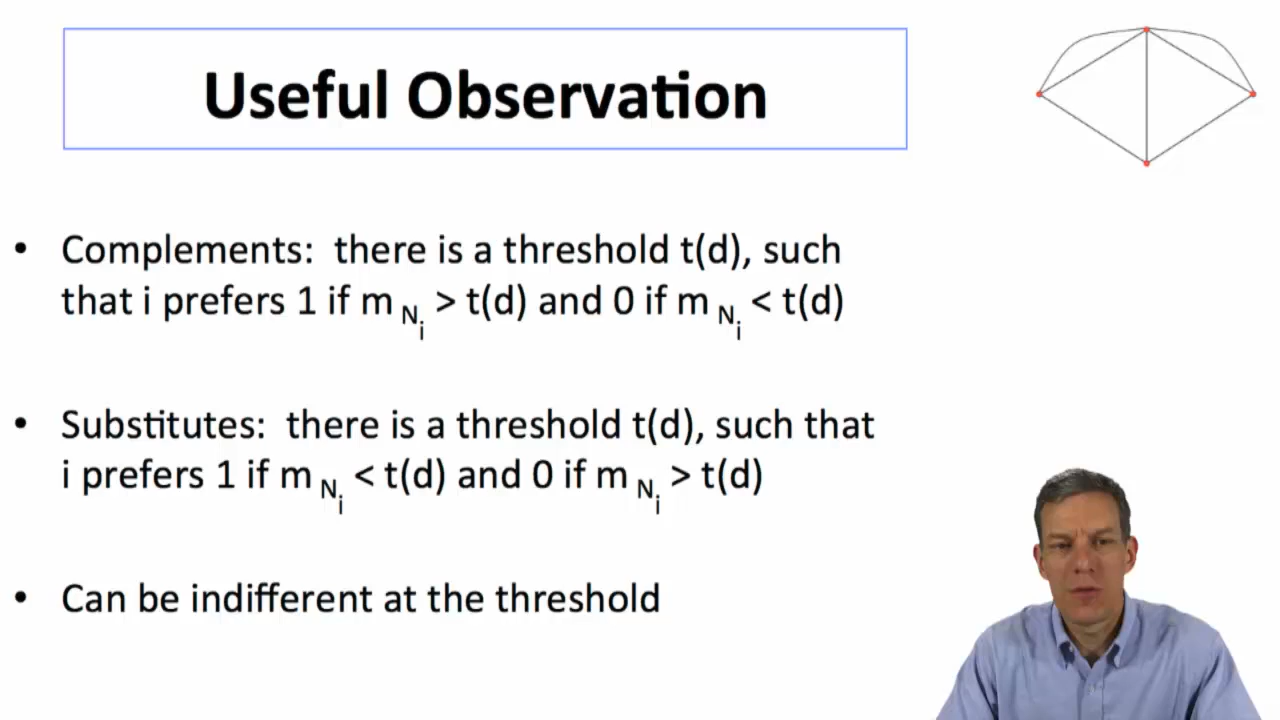 Useful Observation
• Complements: there is a threshold t(d), such
that i prefers 1 if m N i > t(d) and 0 if m N i < t(d)
• Substitutes: there is a threshold t(d), such that
i prefers 1 if m N i < t(d) and 0 if m N i > t(d)
• Can be indifferent at the threshold